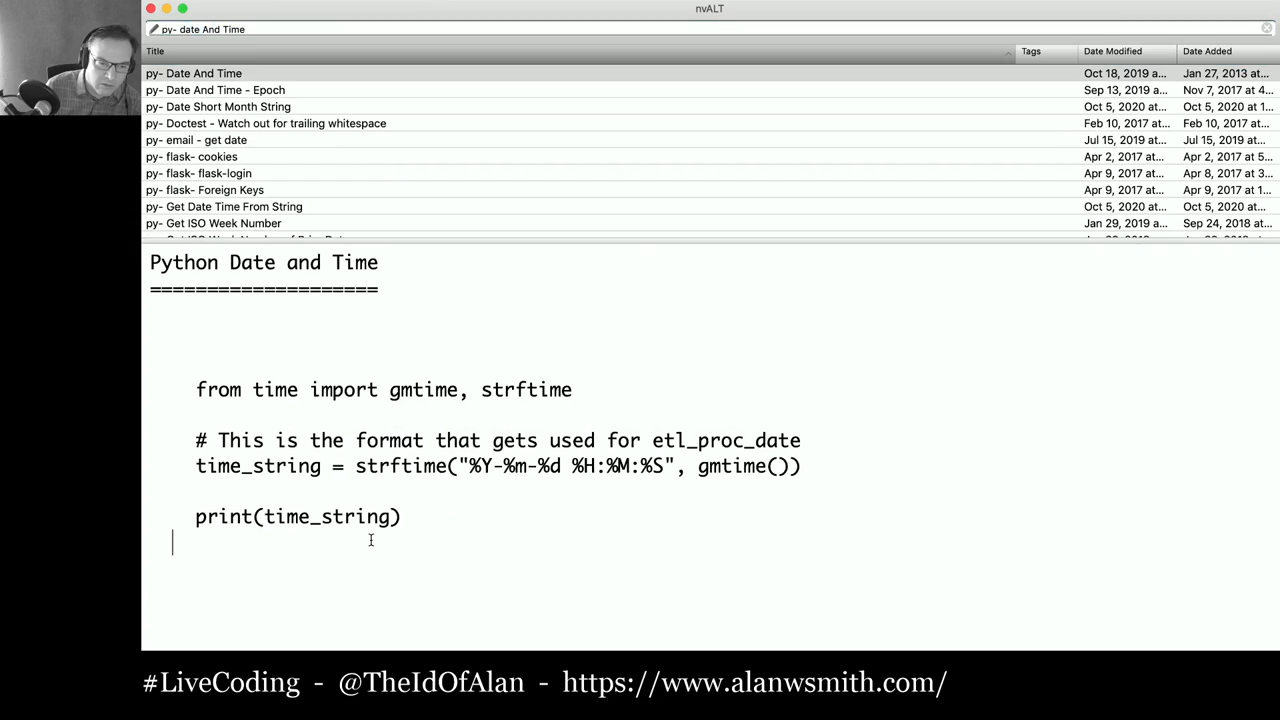 nvALT
py- date And Time
Title Tags Date Modified Date Added
py- Date And Time Oct 18, 2019 a... Jan 27, 2013 at...
py- Date And Time - Epoch Sep 13, 2019 a... Nov 7, 2017 at 4...
py- Date Short Month String Oct 5, 2020 at... Oct 5, 2020 at 1...
py- Doctest - Watch out for trailing whitespace Feb 10, 2017 at... Feb 10, 2017 at...
py- email - get date Jul 15, 2019 at... Jul 15, 2019 at...
py- flask- cookies Apr 2, 2017 at... Apr 2, 2017 at 5...
py- flask- flask-login Apr 9, 2017 at... Apr 8, 2017 at 3...
py- flask- Foreign Keys Apr 9, 2017 at... Apr 9, 2017 at 1...
py- Get Date Time From String Oct 5, 2020 at... Oct 5, 2020 at...
py- Get ISO Week Number Jan 29, 2019 a... Sep 24, 2018 at...
Python Date and Time
====================
from time import gmtime, strftime
# This is the format that gets used for etl_proc_date
time_string = strftime("%Y-%m-%d %H:%M:%S", gmtime())
print(time_string)
#LiveCoding - @TheIdOfAlan - https://www.alanwsmith.com/